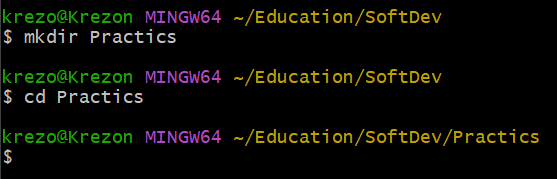 krezo@Krezon MINGW64 ~/Education/SoftDev
$ mkdir Practics
krezo@Krezon MINGW64 ~/Education/SoftDev
$ cd Practics
krezo@Krezon MINGW64 ~/Education/SoftDev/Practics
$